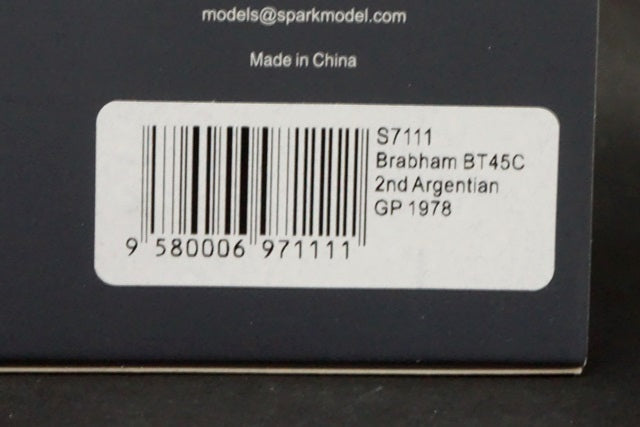 models@sparkmodel.com
Made in China
S7111
Brabham BT45C
2nd Argentian
GP 1978
9 580006 971111